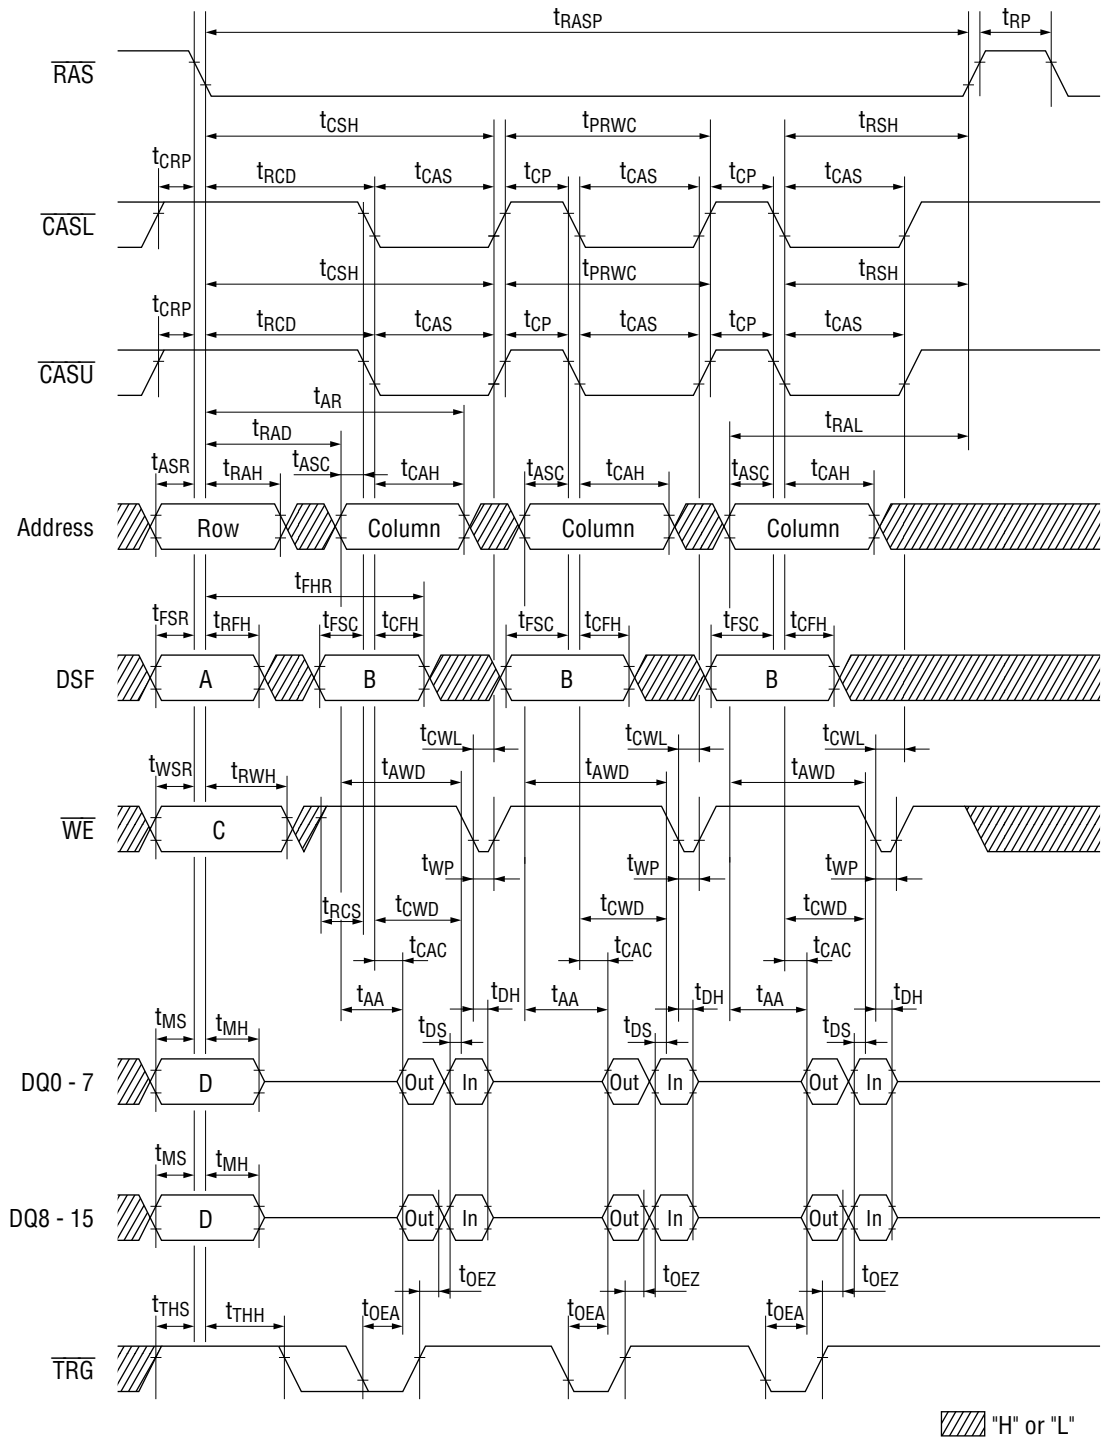 tRASP tRP
RAS
tCSH tPRWC tRSH
tCRP tRCD tCAS tCP tCAS tCP tCAS
CASL
tCSH tPRWC tRSH
tCRP tRCD tCAS tCP tCAS tCP tCAS
CASU
tAR
tRAD tRAL
tASR tRAH tASC tCAH tASC tCAH tASC tCAH
Address Row Column Column Column
tFHR
tFSR tRFH tFSC tCFH tFSC tCFH tFSC tCFH
DSF A B B B
tCWL tCWL tCWL
tWSR tRWH tAWD tAWD tAWD
WE C
tWP tWP tWP
tRCS tCWD tCWD tCWD
tCAC tCAC tCAC
tAA tDH tAA tDH tAA tDH
tMS tMH tDS tDS tDS
DQ0 - 7 D Out In Out In Out In
tMS tMH
DQ8 - 15 D Out In Out In Out In
tOEZ tOEZ tOEZ
tTHS tTHH tOEA tOEA tOEA
TRG
"H" or "L"